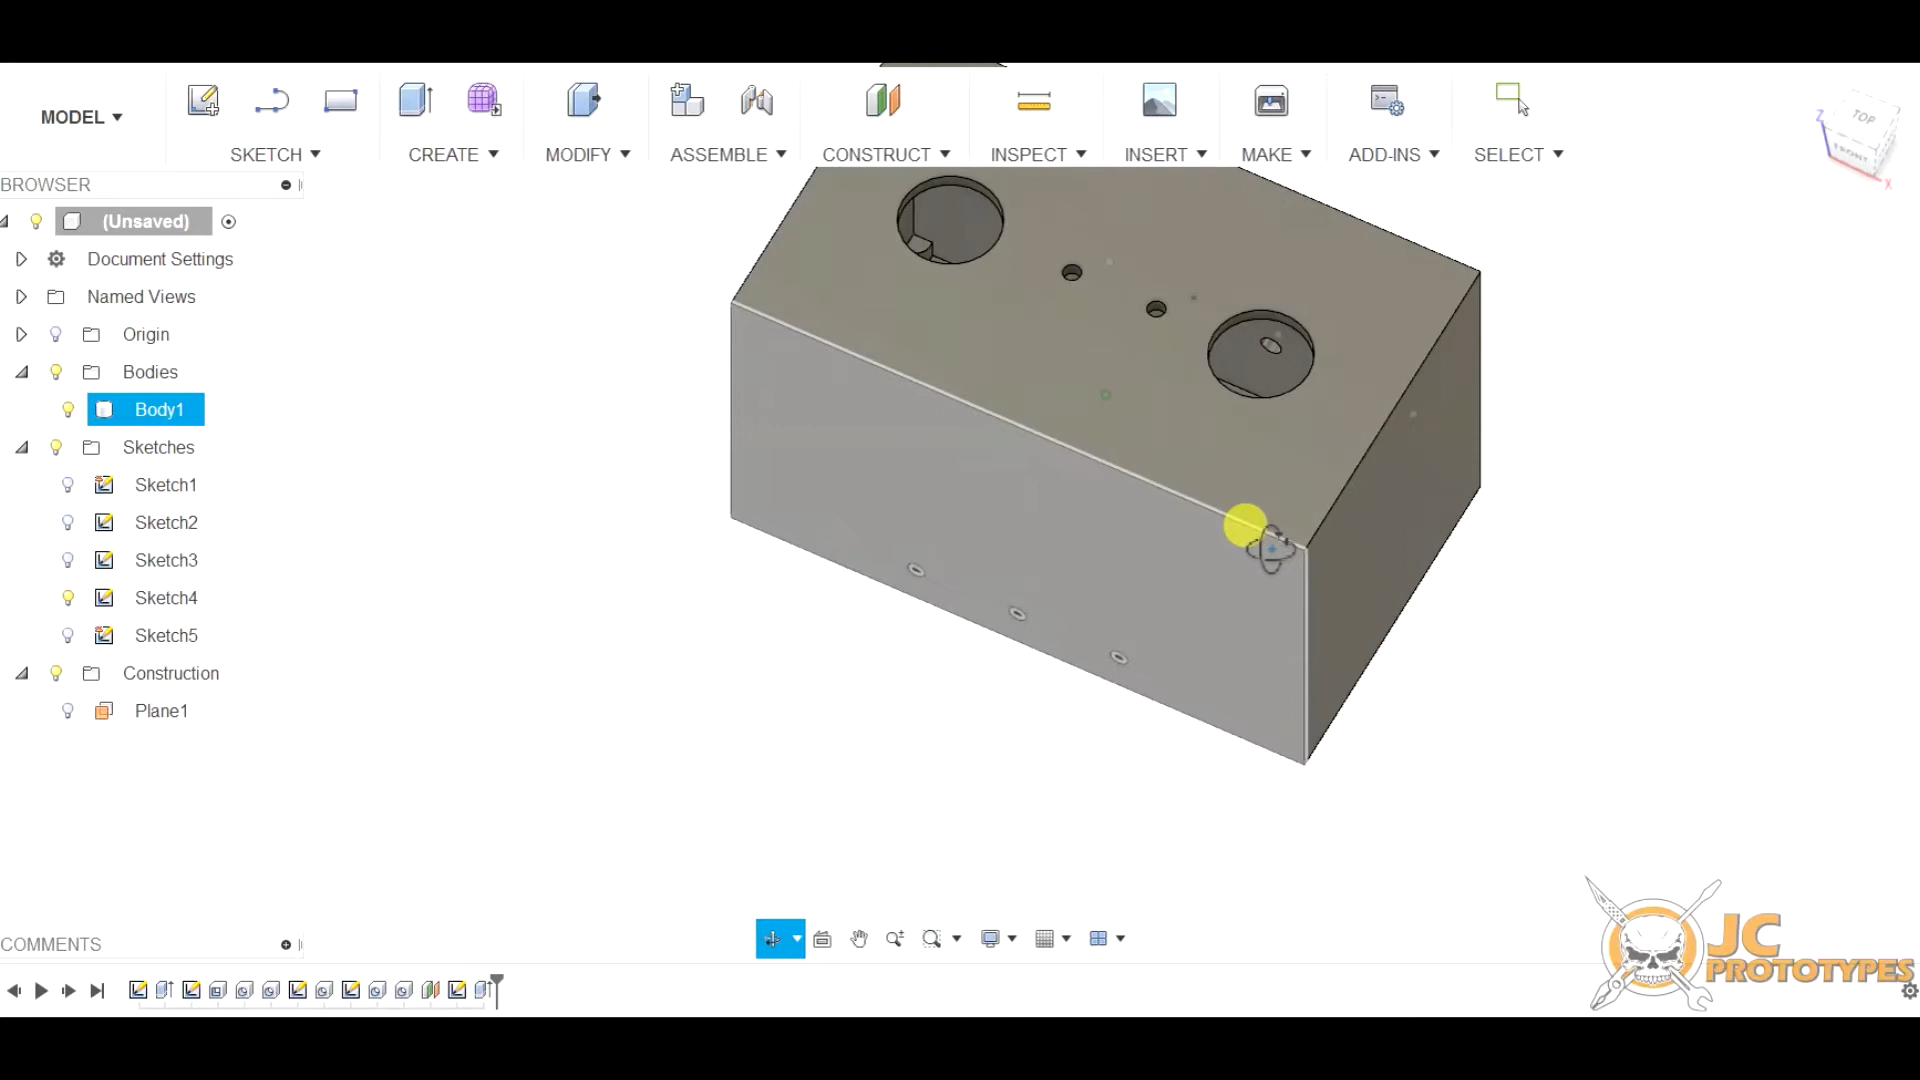 MODEL
SKETCH
CREATE
MODIFY
ASSEMBLE
CONSTRUCT
INSPECT
INSERT
MAKE
ADD-INS
SELECT
TOP
FRONT
Z
X
BROWSER
(Unsaved)
Document Settings
Named Views
Origin
Bodies
Body1
Sketches
Sketch1
Sketch2
Sketch3
Sketch4
Sketch5
Construction
Plane1
COMMENTS
JC
PROTOTYPES